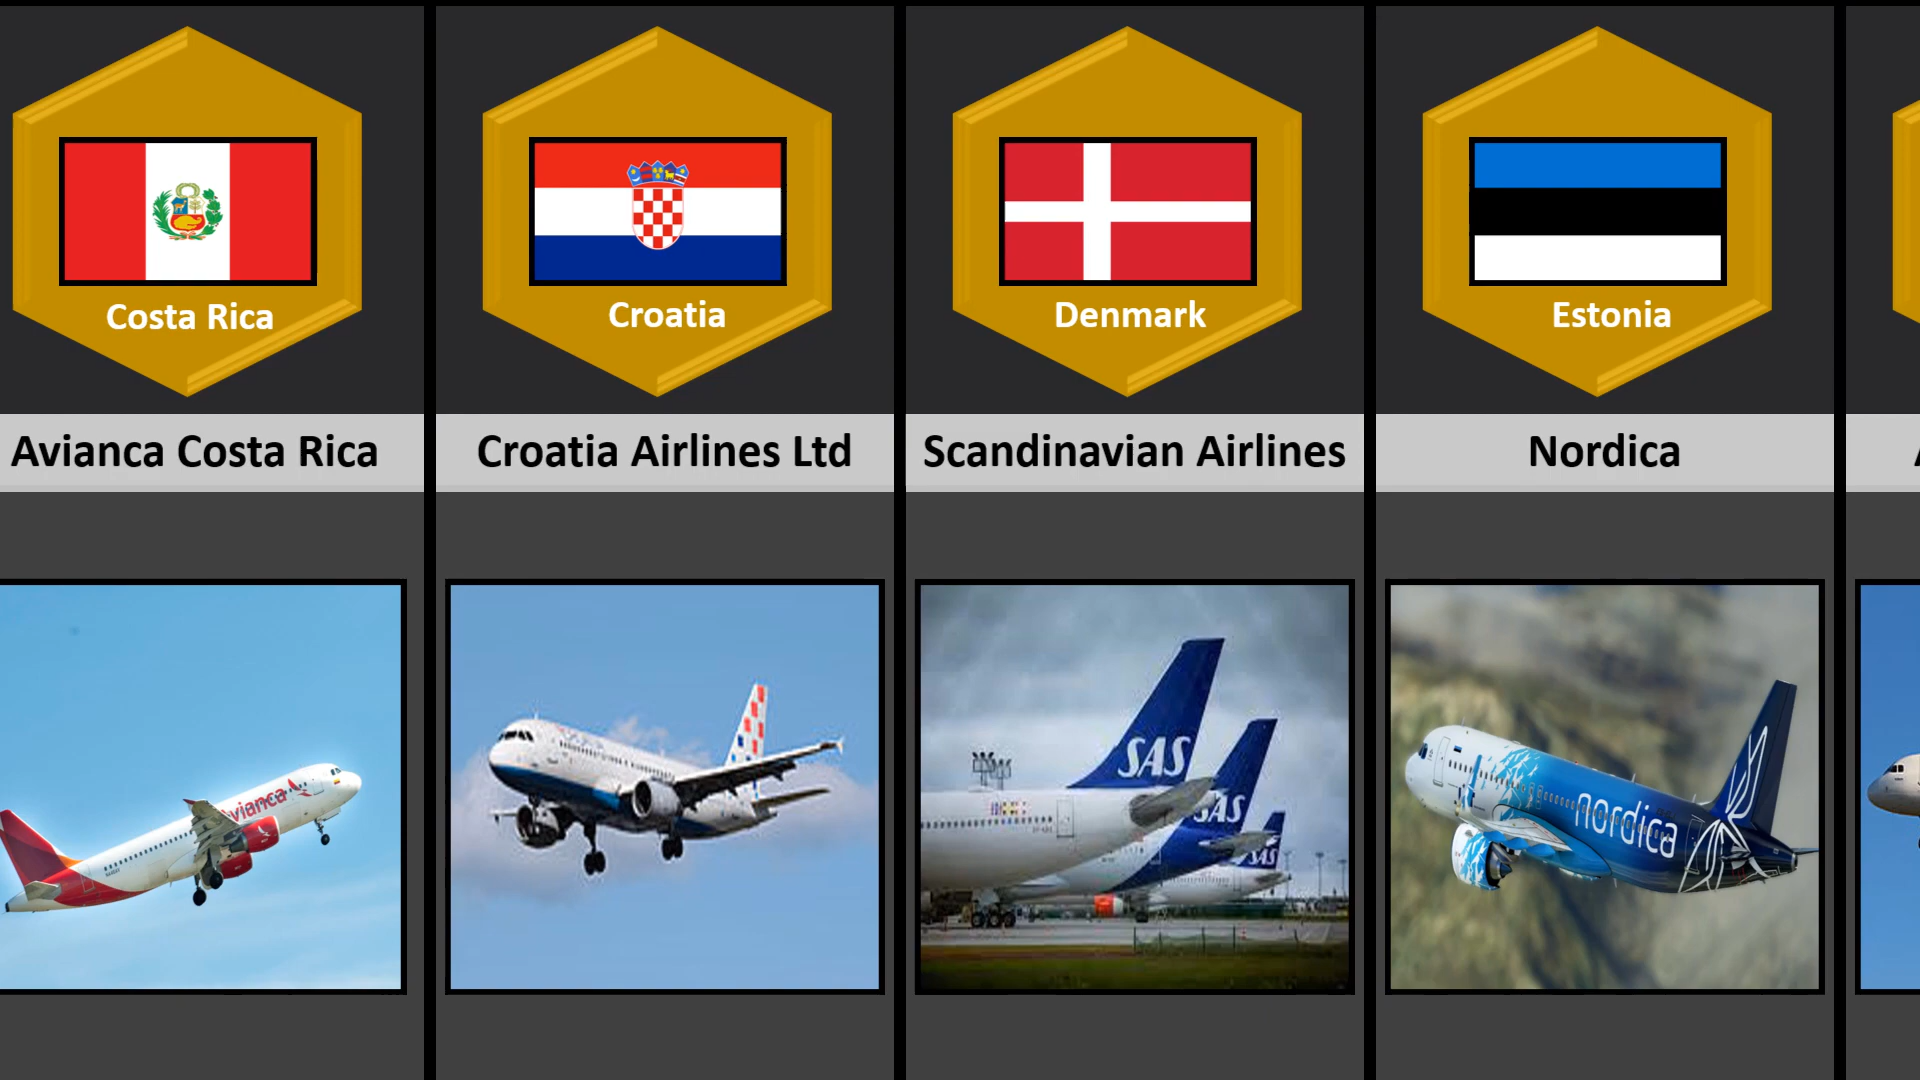 Costa Rica
Croatia
Denmark
Estonia
Avianca Costa Rica
Croatia Airlines Ltd
Scandinavian Airlines
Nordica
avianca
SAS
SAS
SAS
nordica